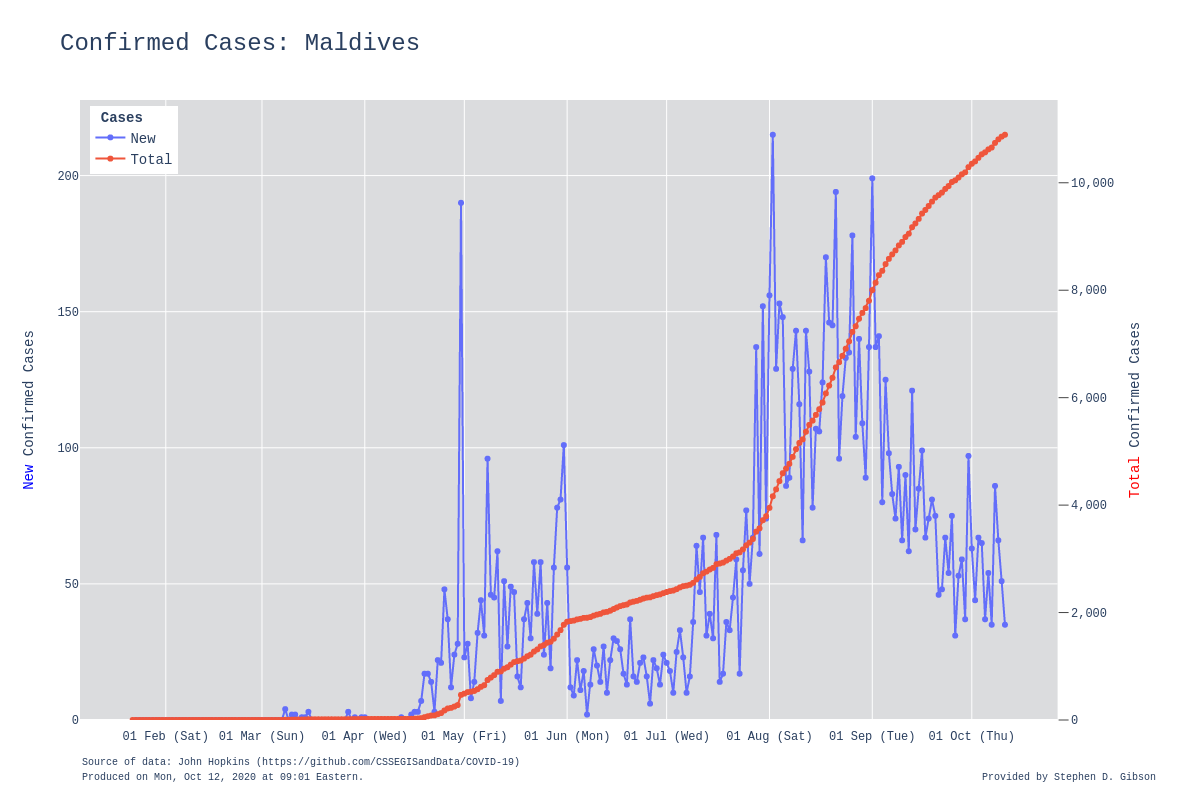 Confirmed Cases: Maldives
Cases
New
Total
200
150
100
50
0
10,000
8,000
6,000
4,000
2,000
0
New Confirmed Cases
Total Confirmed Cases
01 Feb (Sat)
01 Mar (Sun)
01 Apr (Wed)
01 May (Fri)
01 Jun (Mon)
01 Jul (Wed)
01 Aug (Sat)
01 Sep (Tue)
01 Oct (Thu)
Source of data: John Hopkins (https://github.com/CSSEGISandData/COVID-19)
Produced on Mon, Oct 12, 2020 at 09:01 Eastern.
Provided by Stephen D. Gibson